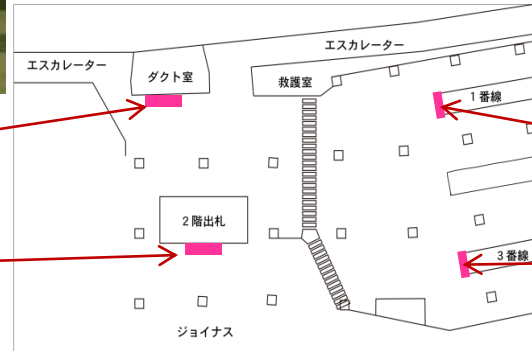 エスカレーター
エスカレーター
ダクト室
救護室
1番線
2階出札
3番線
ジョイナス